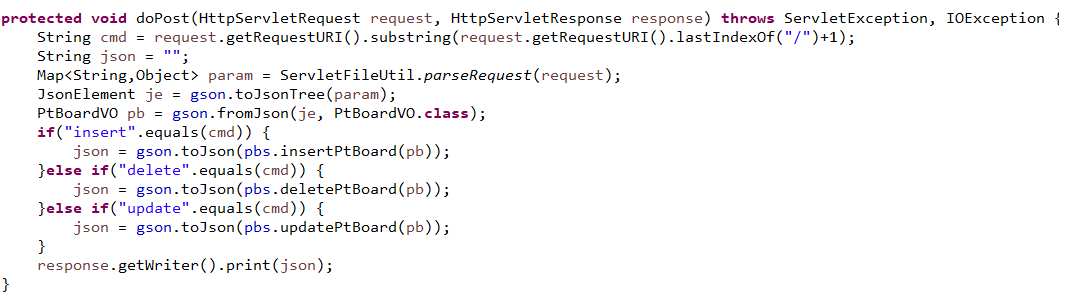 protected void doPost(HttpServletRequest request, HttpServletResponse response) throws ServletException, IOException {
    String cmd = request.getRequestURI().substring(request.getRequestURI().lastIndexOf("/")+1);
    String json = "";
    Map<String,Object> param = ServletFileUtil.parseRequest(request);
    JsonElement je = gson.toJsonTree(param);
    PtBoardVO pb = gson.fromJson(je, PtBoardVO.class);
    if("insert".equals(cmd)) {
        json = gson.toJson(pbs.insertPtBoard(pb));
    }else if("delete".equals(cmd)) {
        json = gson.toJson(pbs.deletePtBoard(pb));
    }else if("update".equals(cmd)) {
        json = gson.toJson(pbs.updatePtBoard(pb));
    }
    response.getWriter().print(json);
}